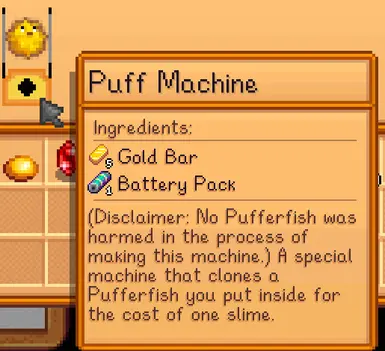 Puff Machine
Ingredients:
5 Gold Bar
1 Battery Pack
(Disclaimer: No Pufferfish was
harmed in the process of
making this machine.) A special
machine that clones a
Pufferfish you put inside for
the cost of one slime.